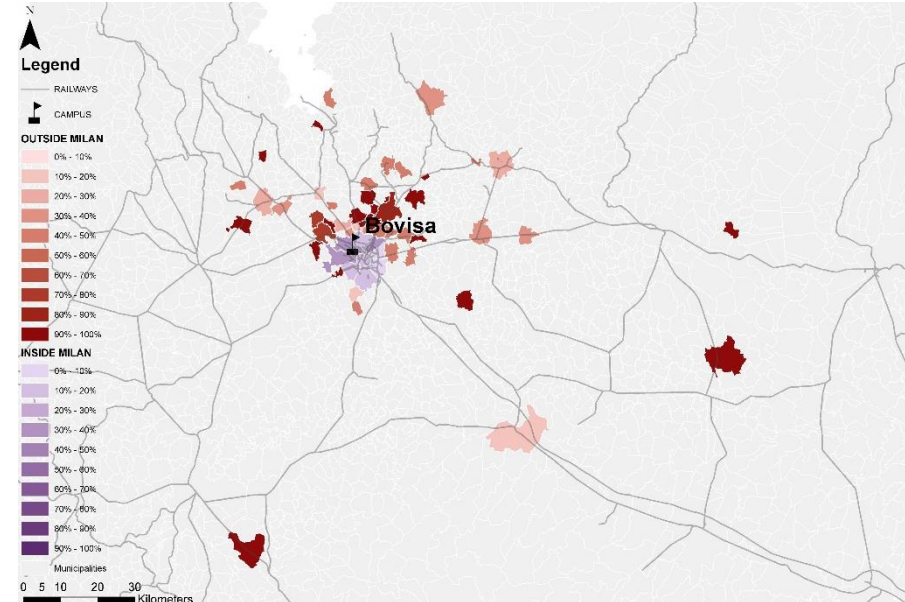 N
Legend
RAILWAYS
CAMPUS
OUTSIDE MILAN
0% - 10%
10% - 20%
20% - 30%
30% - 40%
40% - 50%
50% - 60%
60% - 70%
70% - 80%
80% - 90%
90% - 100%
INSIDE MILAN
0% - 10%
10% - 20%
20% - 30%
30% - 40%
40% - 50%
50% - 60%
60% - 70%
70% - 80%
80% - 90%
90% - 100%
Municipalities
0 5 10 20 30
Kilometers
Bovisa